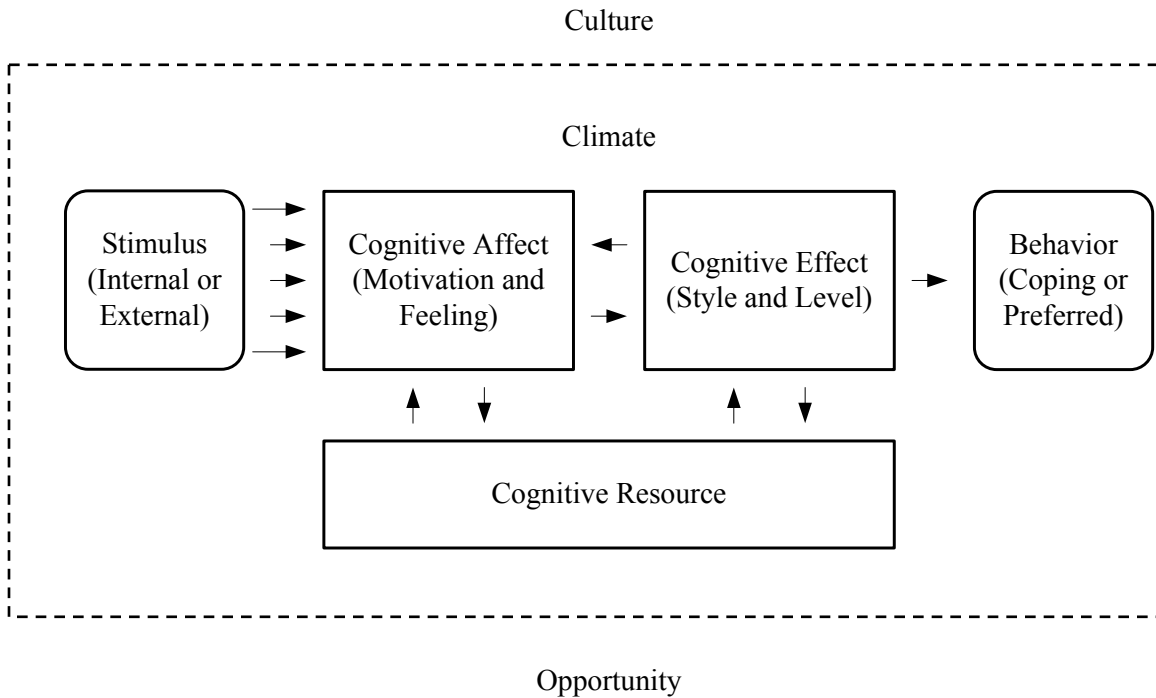 Culture
Climate
Stimulus
(Internal or
External)
Cognitive Affect
(Motivation and
Feeling)
Cognitive Effect
(Style and Level)
Behavior
(Coping or
Preferred)
Cognitive Resource
Opportunity